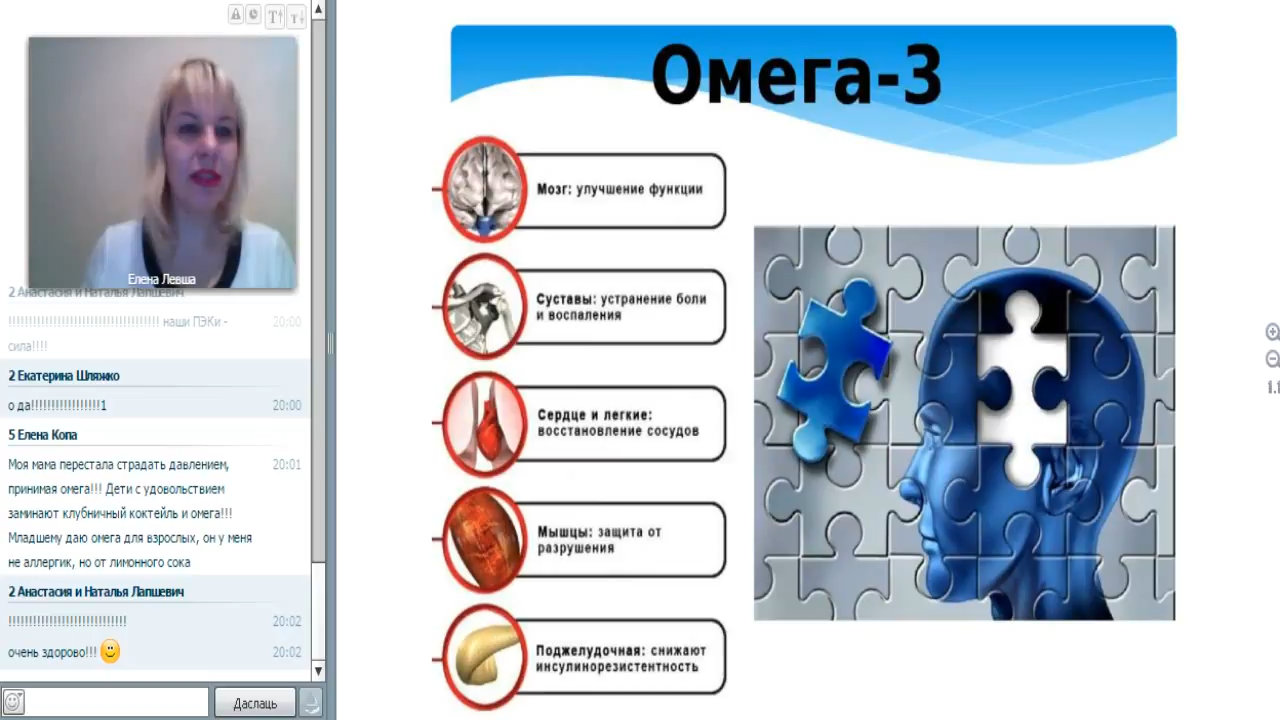 Елена Левша
2 Анастасия и Наталья Лапшевич
!!!!!!!!!!!!!!!!!!!!!!!!!!!!!!!!!! наши ПЭКи - 20:00
сила!!!!
2 Екатерина Шляжко
о да!!!!!!!!!!!!!!!!!1 20:00
5 Елена Копа
Моя мама перестала страдать давлением, 20:01
принимая омега!!! Дети с удовольствием
заминают клубничный коктейль и омега!!!
Младшему даю омега для взрослых, он у меня
не аллергик, но от лимонного сока
2 Анастасия и Наталья Лапшевич
!!!!!!!!!!!!!!!!!!!!!!!!!!!! 20:02
очень здорово!!! 20:02
Даслаць
Омега-3
Мозг: улучшение функции
Суставы: устранение боли
и воспаления
Сердце и легкие:
восстановление сосудов
Мышцы: защита от
разрушения
Поджелудочная: снижают
инсулинорезистентность